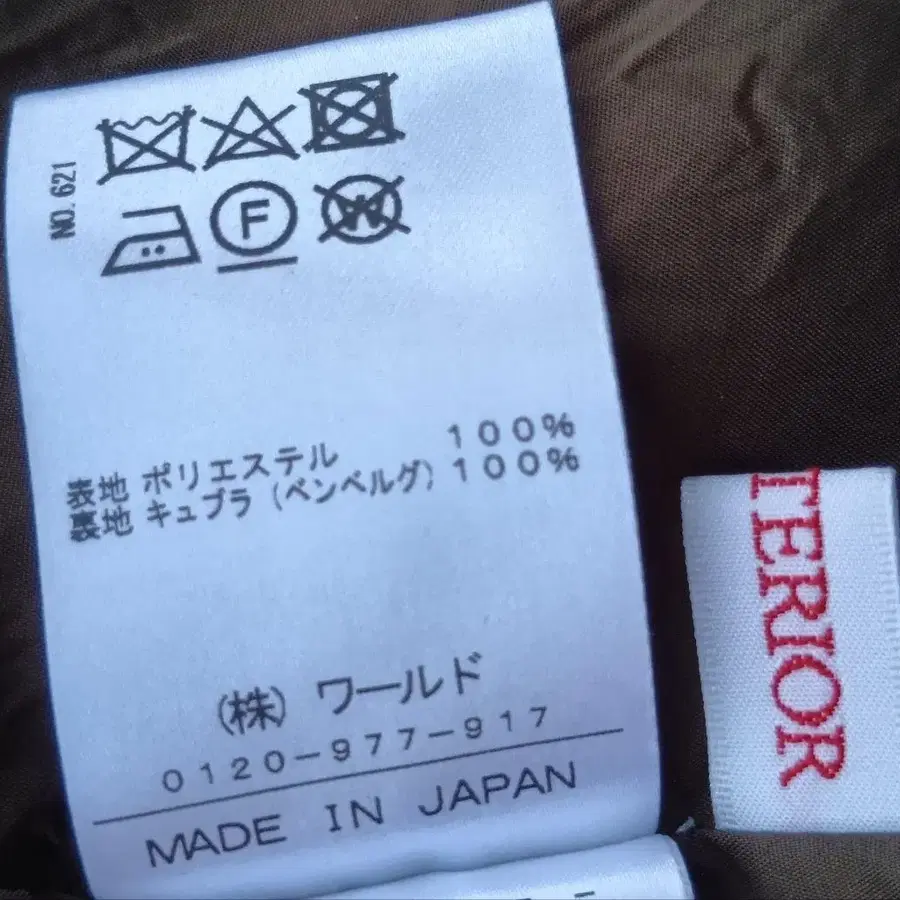 NO. 621
F
W
表地 ポリエステル 100%
裏地 キュプラ (ベンベルグ) 100%
(株) ワールド
0120-977-917
MADE IN JAPAN
TERIOR